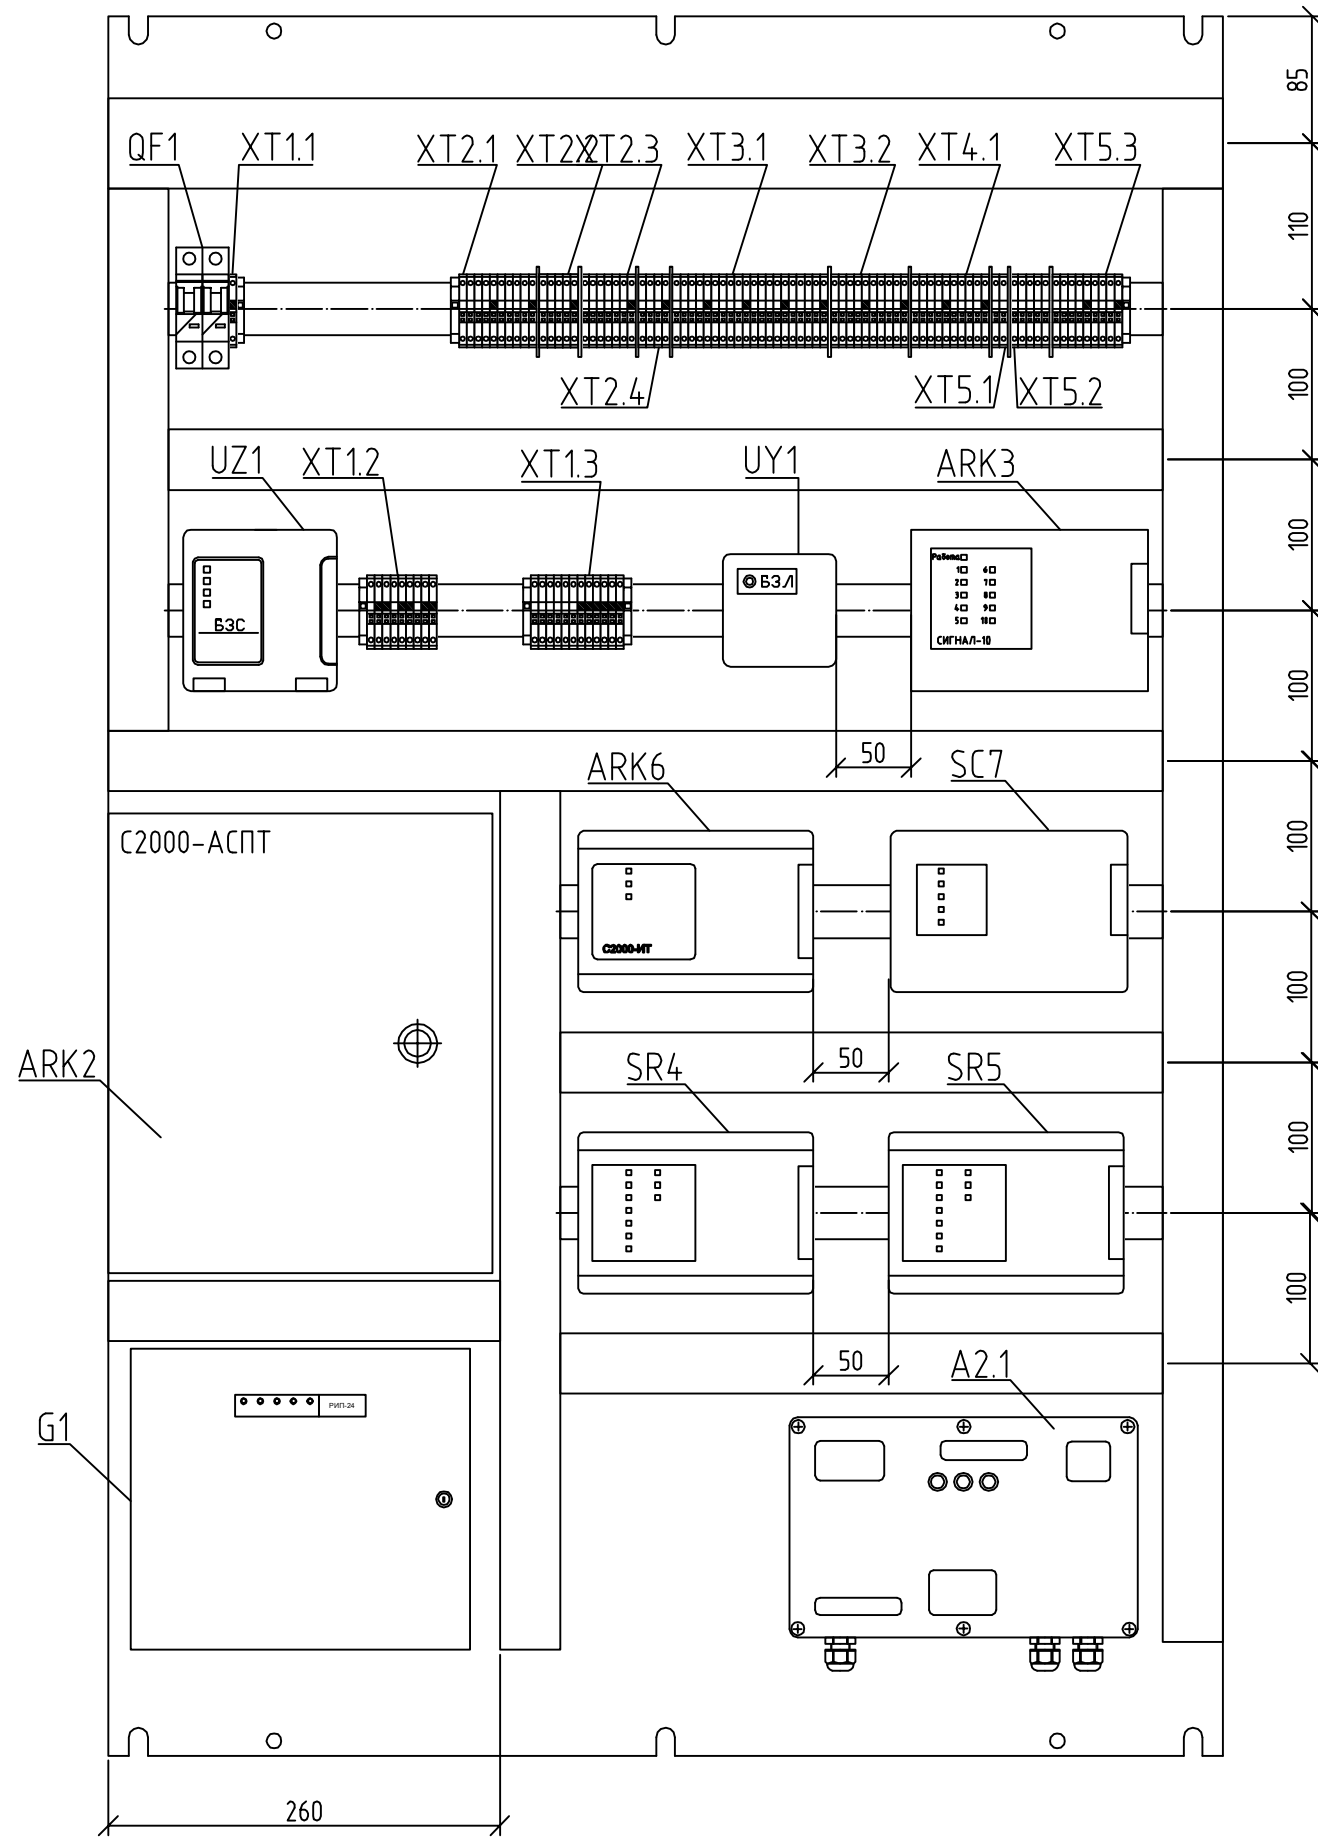 85
QF1
XT1.1
XT2.1
XT2.2
XT2.3
XT3.1
XT3.2
XT4.1
XT5.3
110
XT2.4
XT5.1
XT5.2
100
UZ1
XT1.2
XT1.3
UY1
ARK3
100
БЗС
БЗЛ
Работа
1 6
2 7
3 8
4 9
5 10
СИГНАЛ-10
100
50
ARK6
SC7
С2000-АСПТ
100
С2000-ИТ
100
ARK2
50
SR4
SR5
100
100
50
A2.1
G1
РИП-24
260